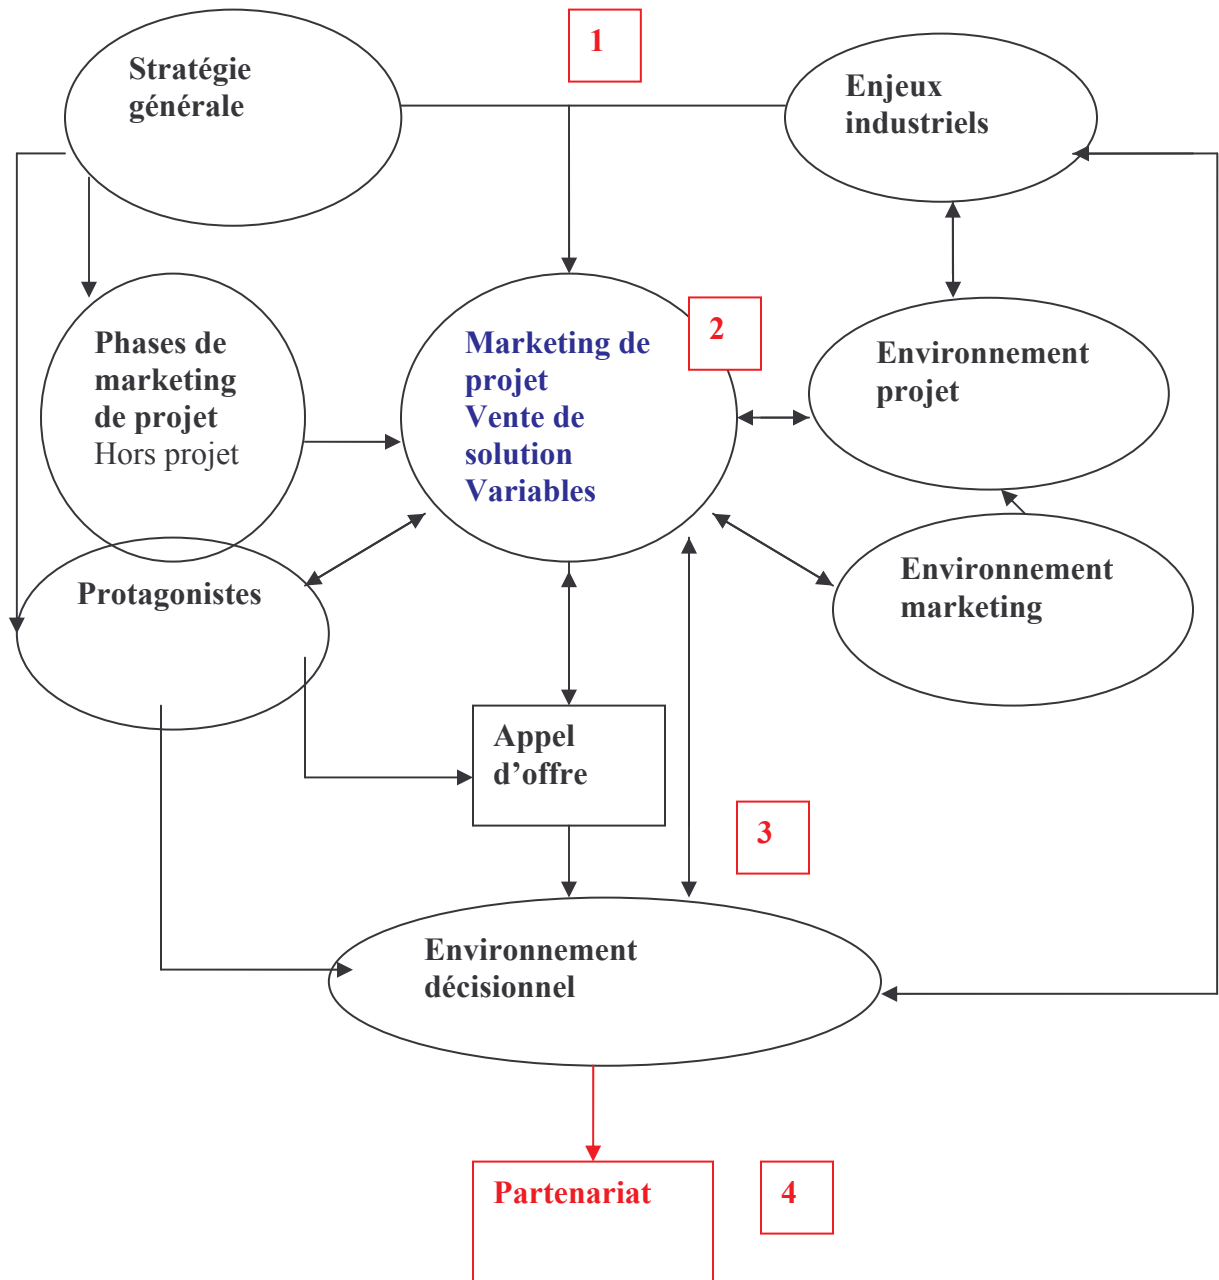 1
Stratégie
générale
Enjeux
industriels
Phases de
marketing
de projet
Hors projet
Marketing de
projet
Vente de
solution
Variables
2
Environnement
projet
Protagonistes
Environnement
marketing
Appel
d’offre
3
Environnement
décisionnel
Partenariat
4